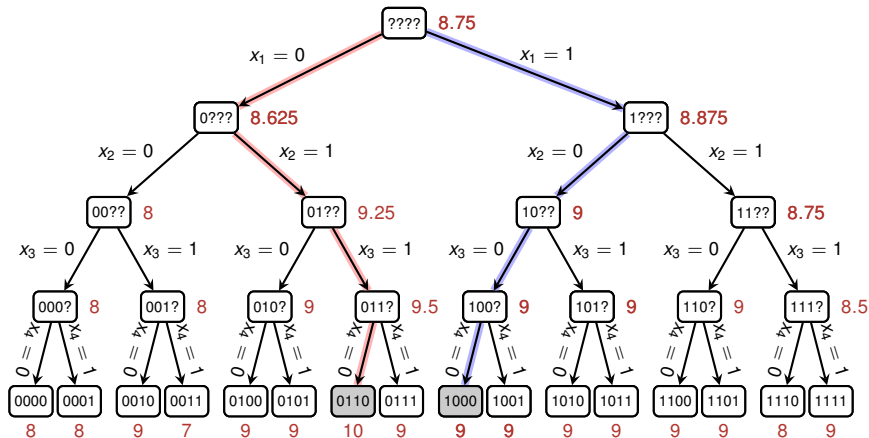 ???? 8.75
x₁ = 0 x₁ = 1
0??? 8.625 1??? 8.875
x₂ = 0 x₂ = 1 x₂ = 0 x₂ = 1
00?? 8 01?? 9.25 10?? 9 11?? 8.75
x₃ = 0 x₃ = 1 x₃ = 0 x₃ = 1 x₃ = 0 x₃ = 1 x₃ = 0 x₃ = 1
000? 8 001? 8 010? 9 011? 9.5 100? 9 101? 9 110? 9 111? 8.5
x₄ = 0 x₄ = 1 x₄ = 0 x₄ = 1 x₄ = 0 x₄ = 1 x₄ = 0 x₄ = 1 x₄ = 0 x₄ = 1 x₄ = 0 x₄ = 1 x₄ = 0 x₄ = 1 x₄ = 0 x₄ = 1
0000 0001 0010 0011 0100 0101 0110 0111 1000 1001 1010 1011 1100 1101 1110 1111
8 8 9 7 9 9 10 9 9 9 9 9 9 9 8 9